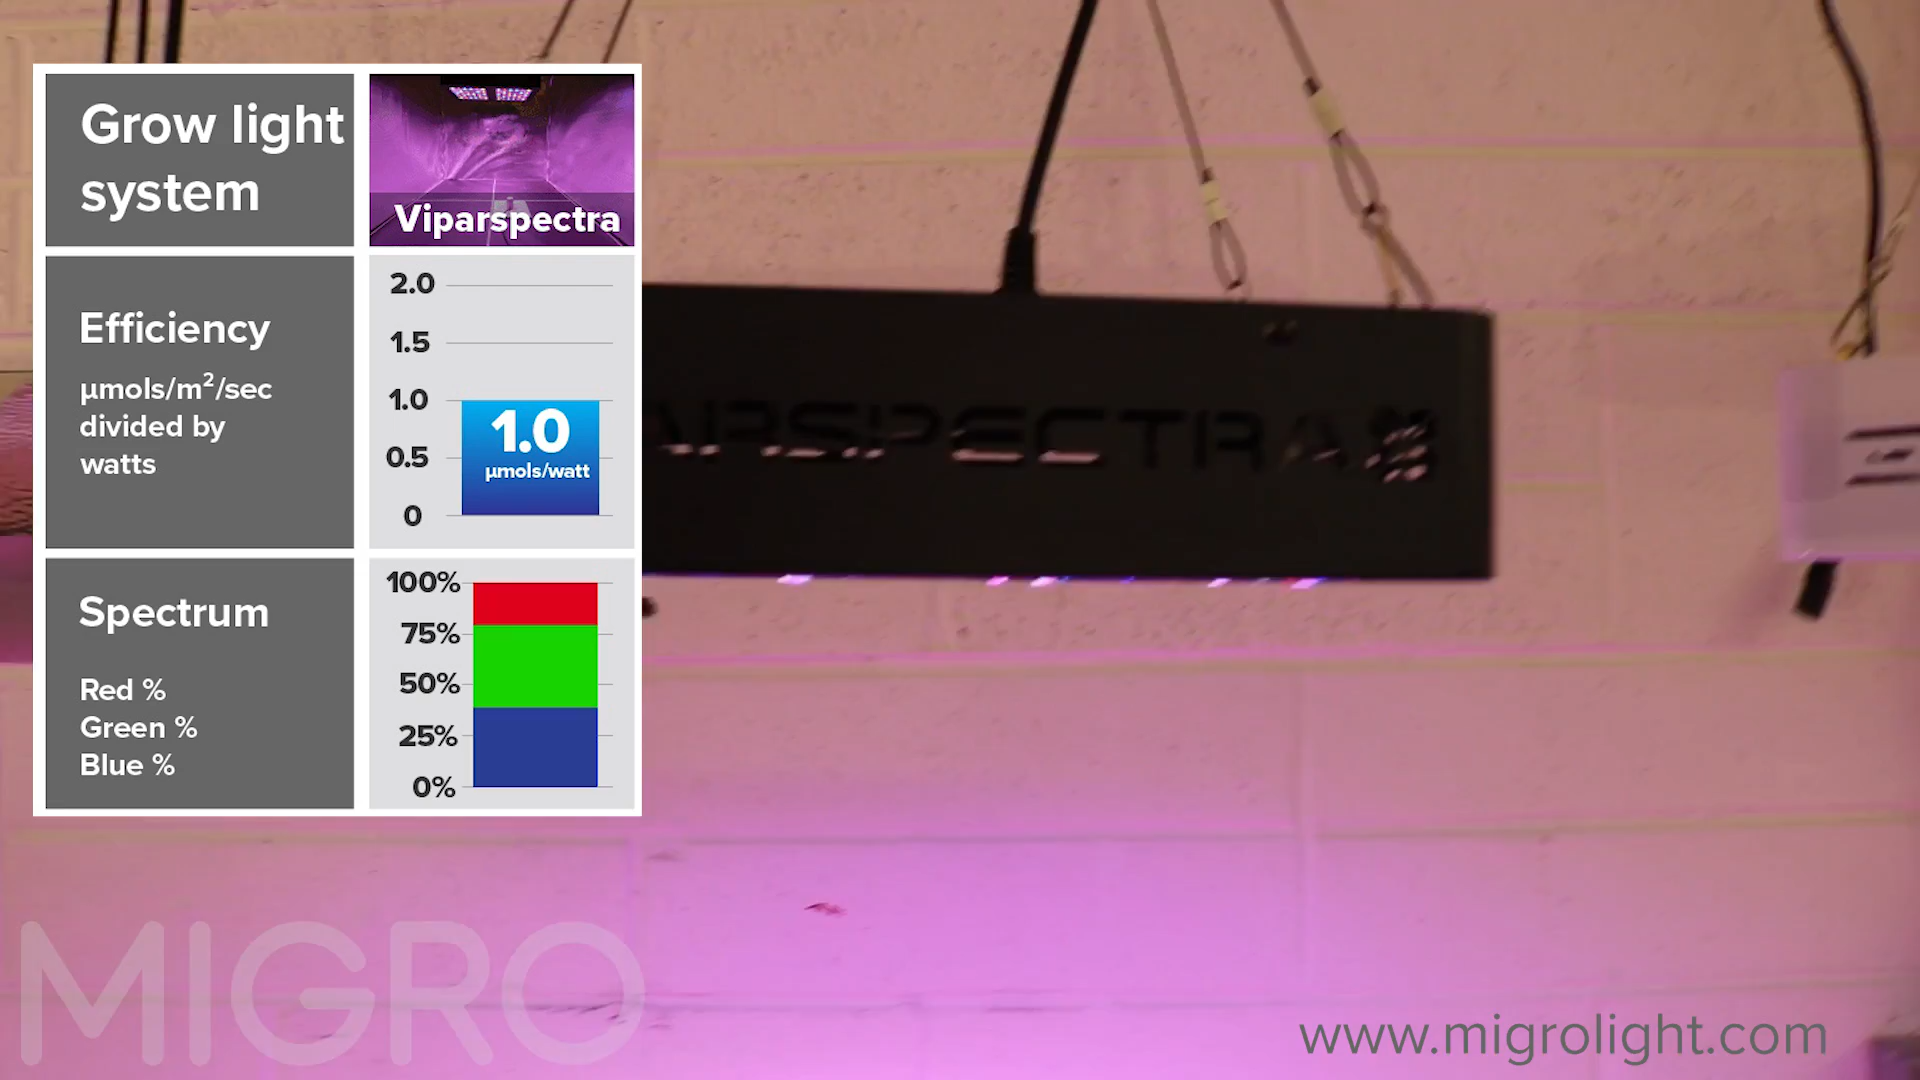 Grow light
system
Viparspectra
Efficiency
µmols/m²/sec
divided by
watts
2.0
1.5
1.0
0.5
0
1.0
µmols/watt
ARSPECTRA
Spectrum
Red %
Green %
Blue %
100%
75%
50%
25%
0%
MIGRO
www.migrolight.com